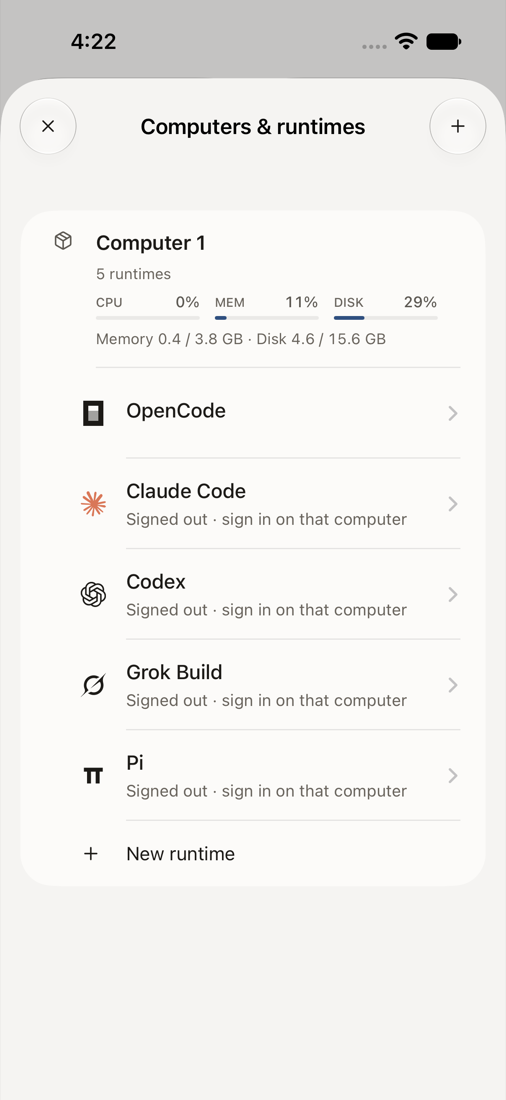 4:22
Computers & runtimes
Computer 1
5 runtimes
CPU 0% MEM 11% DISK 29%
Memory 0.4 / 3.8 GB · Disk 4.6 / 15.6 GB
OpenCode
Claude Code
Signed out · sign in on that computer
Codex
Signed out · sign in on that computer
Grok Build
Signed out · sign in on that computer
Pi
Signed out · sign in on that computer
New runtime